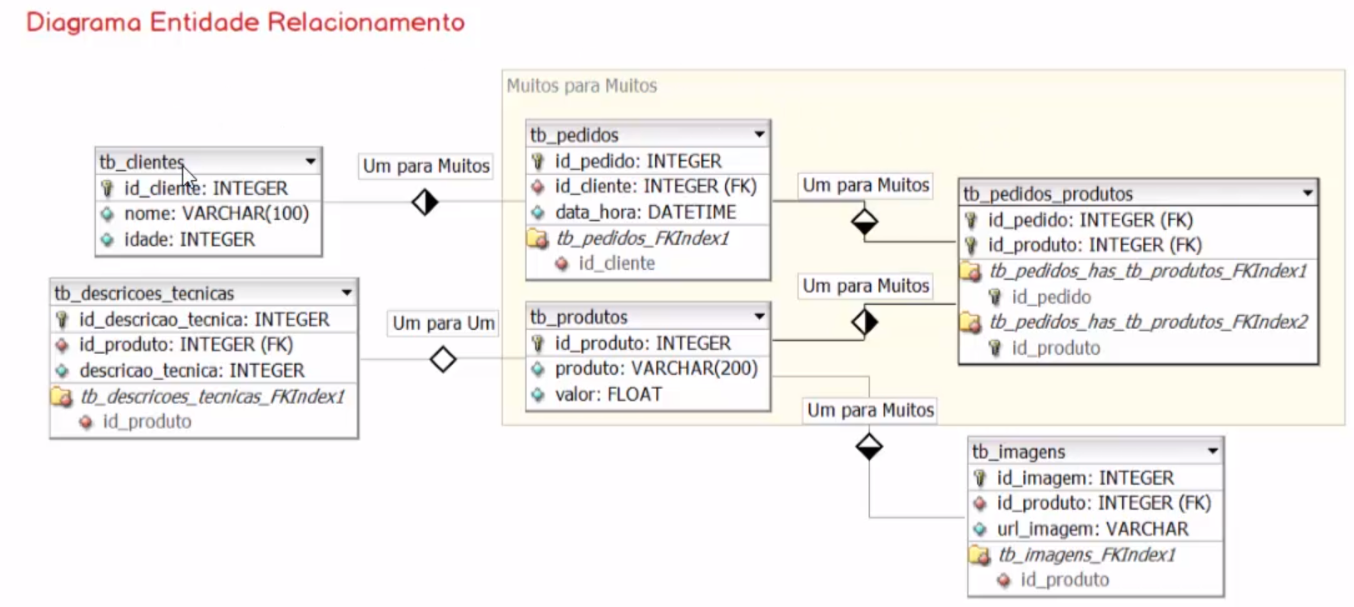 Diagrama Entidade Relacionamento
Muitos para Muitos
tb_clientes
id_cliente: INTEGER
nome: VARCHAR(100)
idade: INTEGER
Um para Muitos
tb_pedidos
id_pedido: INTEGER
id_cliente: INTEGER (FK)
data_hora: DATETIME
tb_pedidos_FKIndex1
id_cliente
Um para Muitos
tb_pedidos_produtos
id_pedido: INTEGER (FK)
id_produto: INTEGER (FK)
tb_pedidos_has_tb_produtos_FKIndex1
id_pedido
tb_pedidos_has_tb_produtos_FKIndex2
id_produto
tb_descricoes_tecnicas
id_descricao_tecnica: INTEGER
id_produto: INTEGER (FK)
descricao_tecnica: INTEGER
tb_descricoes_tecnicas_FKIndex1
id_produto
Um para Um
tb_produtos
id_produto: INTEGER
produto: VARCHAR(200)
valor: FLOAT
Um para Muitos
Um para Muitos
tb_imagens
id_imagem: INTEGER
id_produto: INTEGER (FK)
url_imagem: VARCHAR
tb_imagens_FKIndex1
id_produto